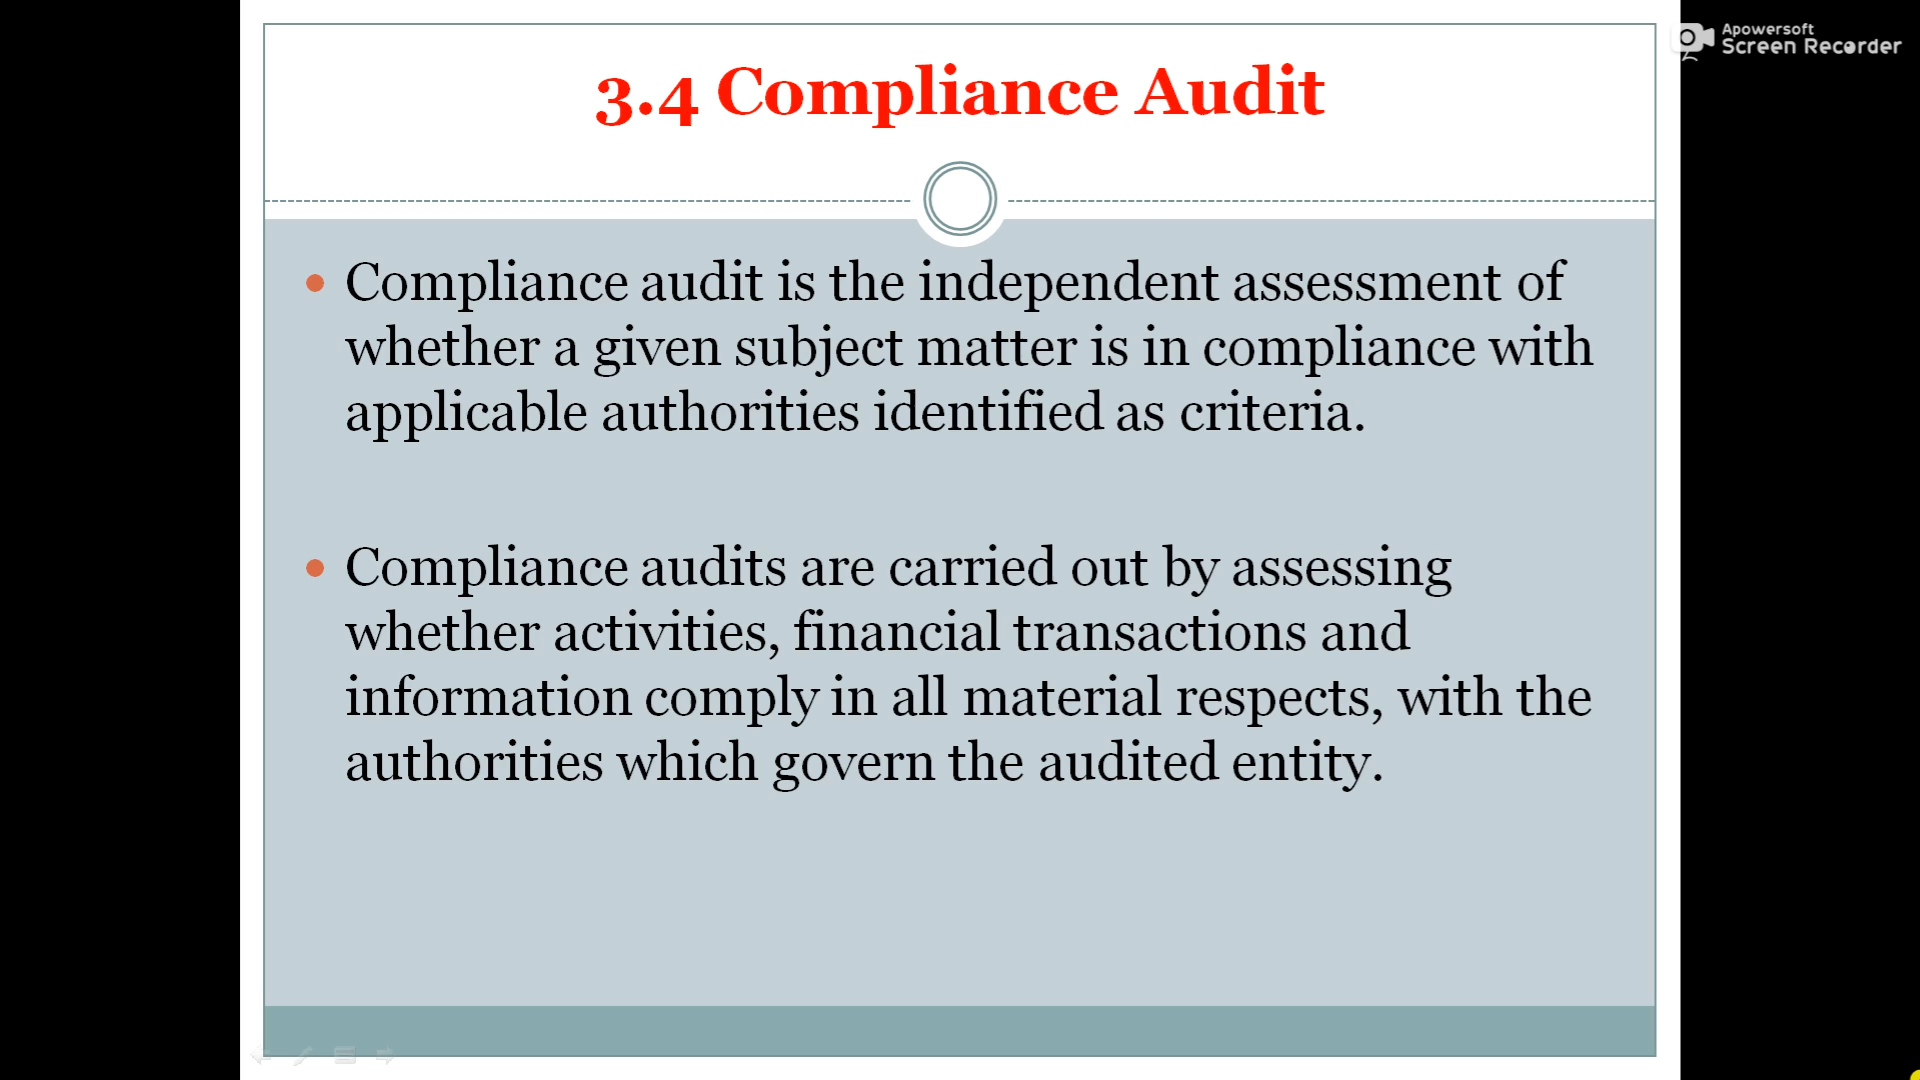 Apowersoft
Screen Recorder
3.4 Compliance Audit
• Compliance audit is the independent assessment of
whether a given subject matter is in compliance with
applicable authorities identified as criteria.
• Compliance audits are carried out by assessing
whether activities, financial transactions and
information comply in all material respects, with the
authorities which govern the audited entity.